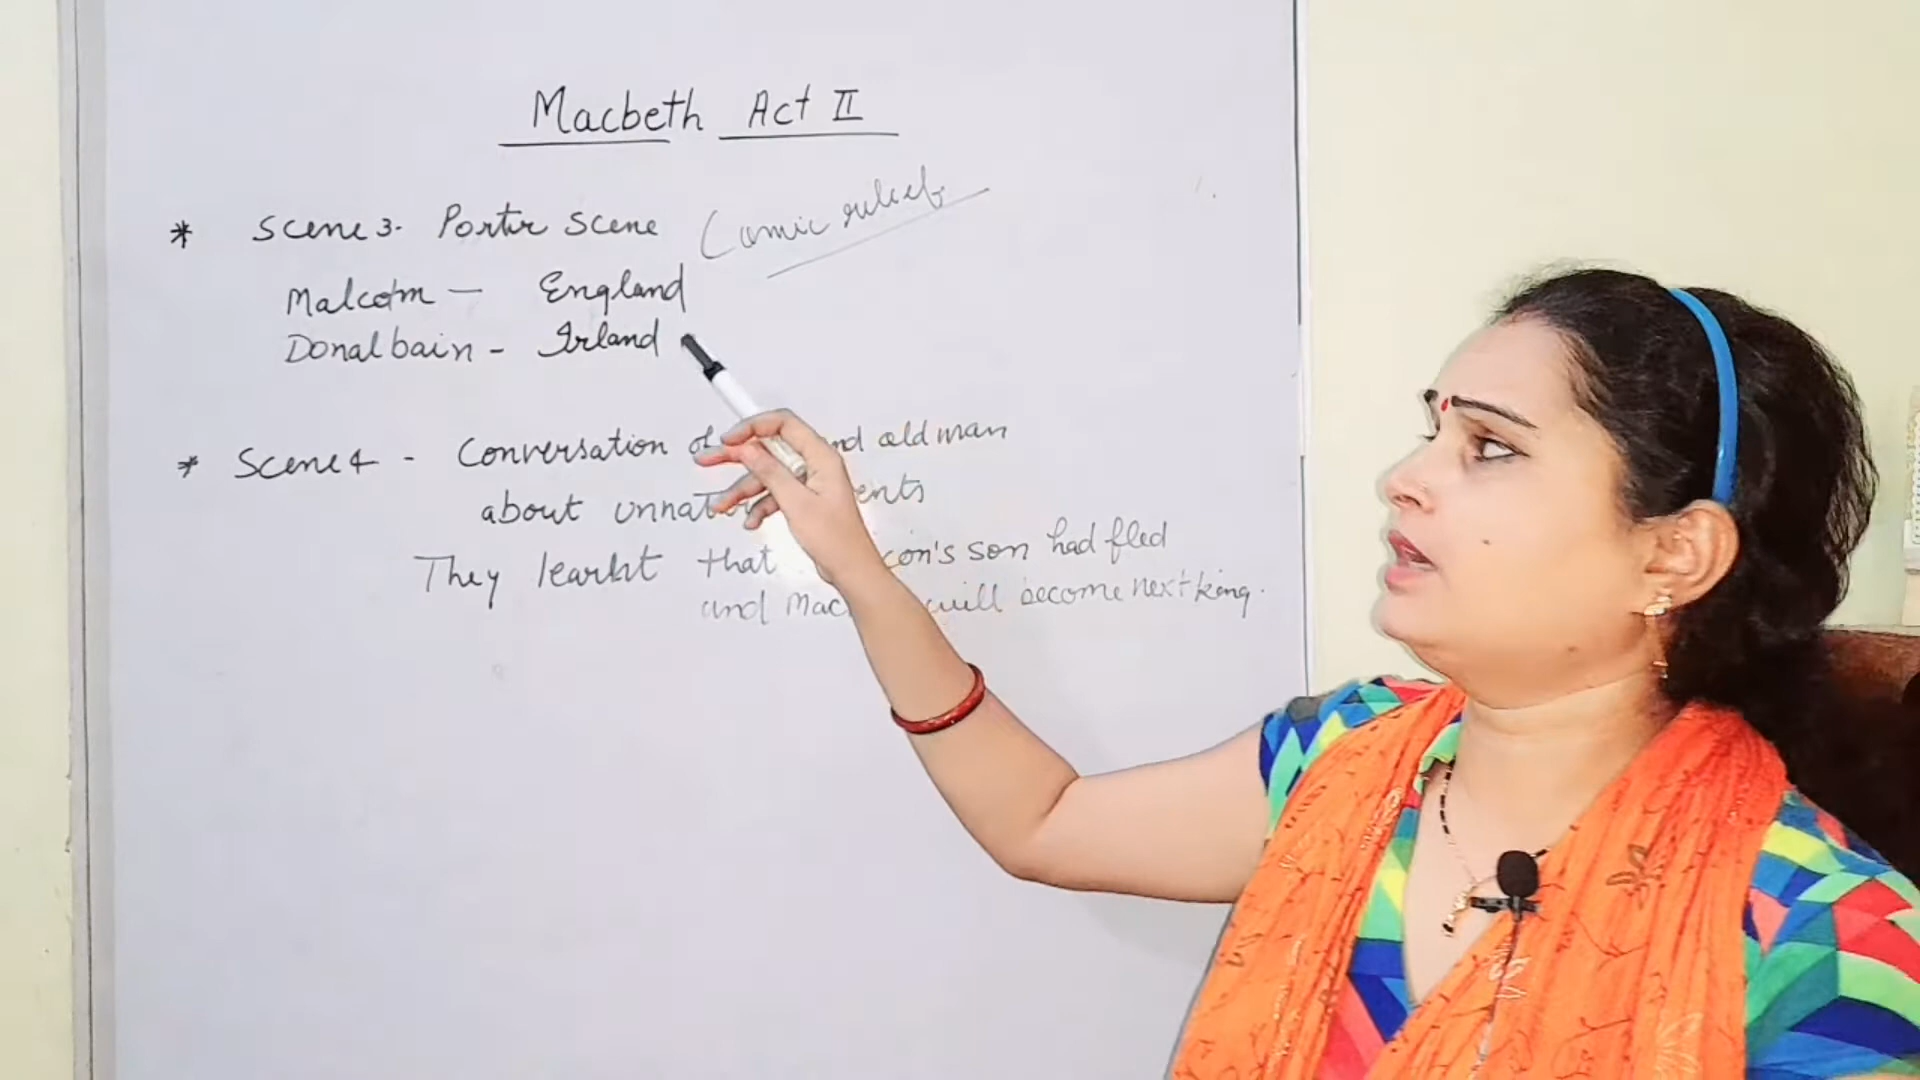 Macbeth Act II
* Scene 3- Porter Scene (comic relief
Malcolm — England
Donalbain - Irland
* Scene 4 - Conversation of nd old man
about unnat ents
They learnt that con's son had fled
and Mac will become next king.